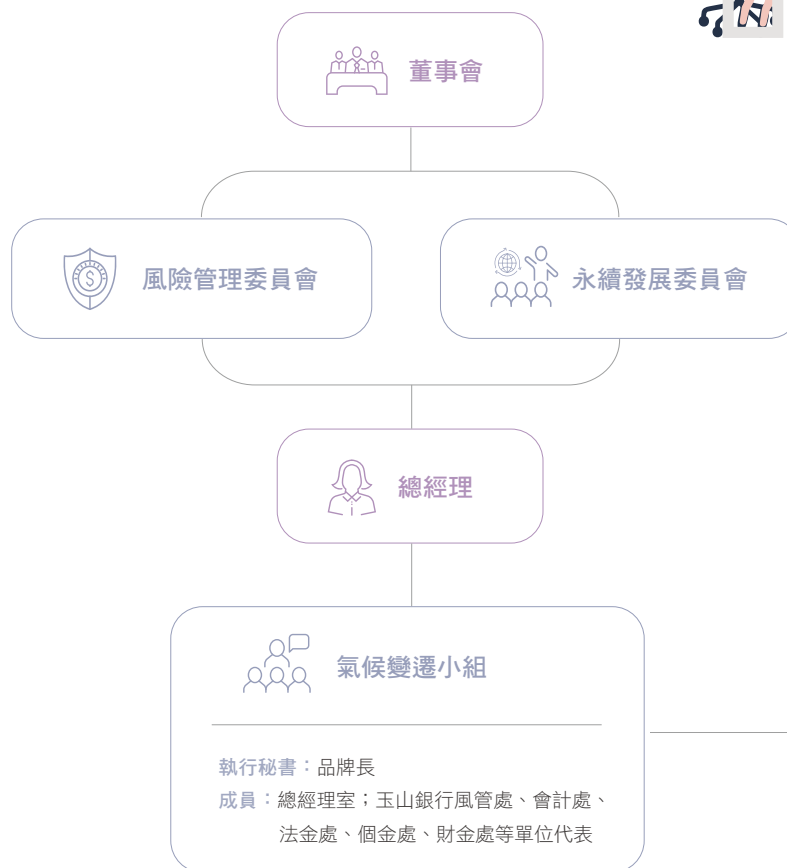 董事會
風險管理委員會
永續發展委員會
總經理
氣候變遷小組
執行秘書：品牌長
成員：總經理室；玉山銀行風管處、會計處、
法金處、個金處、財金處等單位代表